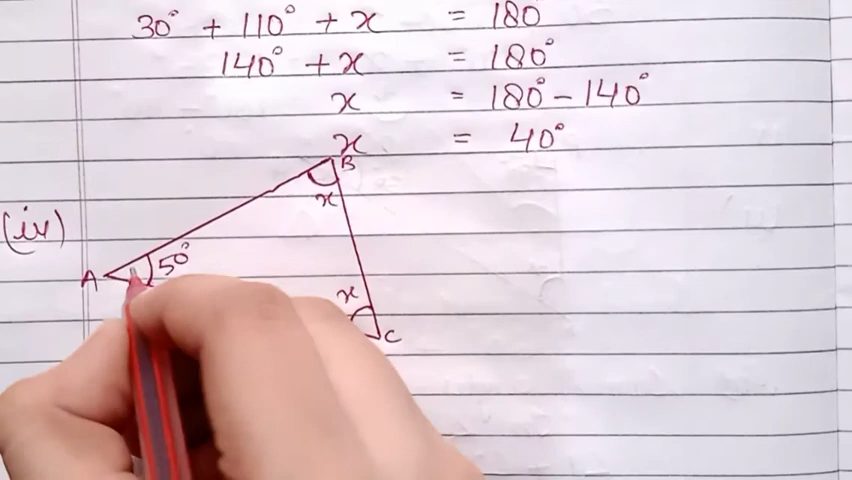 30° + 110° + x = 180°
140° + x = 180°
x = 180° - 140°
x = 40°
B
x
(iv)
A 50°
x
C